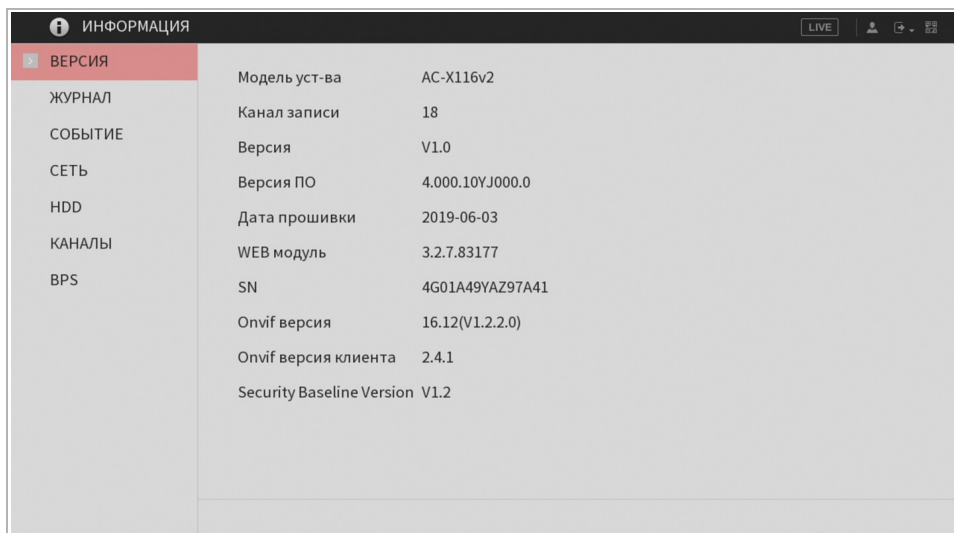 ИНФОРМАЦИЯ
LIVE
ВЕРСИЯ
ЖУРНАЛ
СОБЫТИЕ
СЕТЬ
HDD
КАНАЛЫ
BPS
Модель уст-ва AC-X116v2
Канал записи 18
Версия V1.0
Версия ПО 4.000.10YJ000.0
Дата прошивки 2019-06-03
WEB модуль 3.2.7.83177
SN 4G01A49YAZ97A41
Onvif версия 16.12(V1.2.2.0)
Onvif версия клиента 2.4.1
Security Baseline Version V1.2